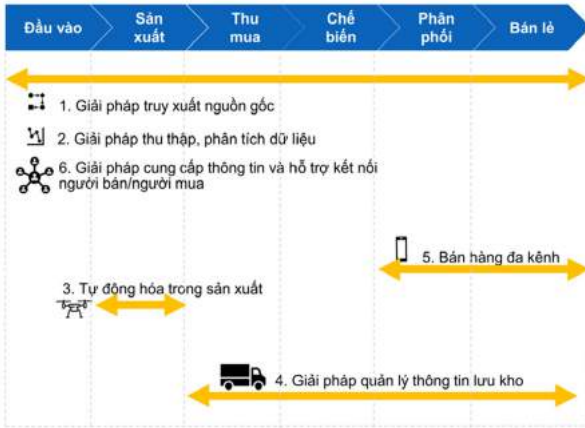 Đầu vào
Sản
xuất
Thu
mua
Chế
biến
Phân
phối
Bán lẻ
1. Giải pháp truy xuất nguồn gốc
2. Giải pháp thu thập, phân tích dữ liệu
6. Giải pháp cung cấp thông tin và hỗ trợ kết nối
người bán/người mua
5. Bán hàng đa kênh
3. Tự động hóa trong sản xuất
4. Giải pháp quản lý thông tin lưu kho